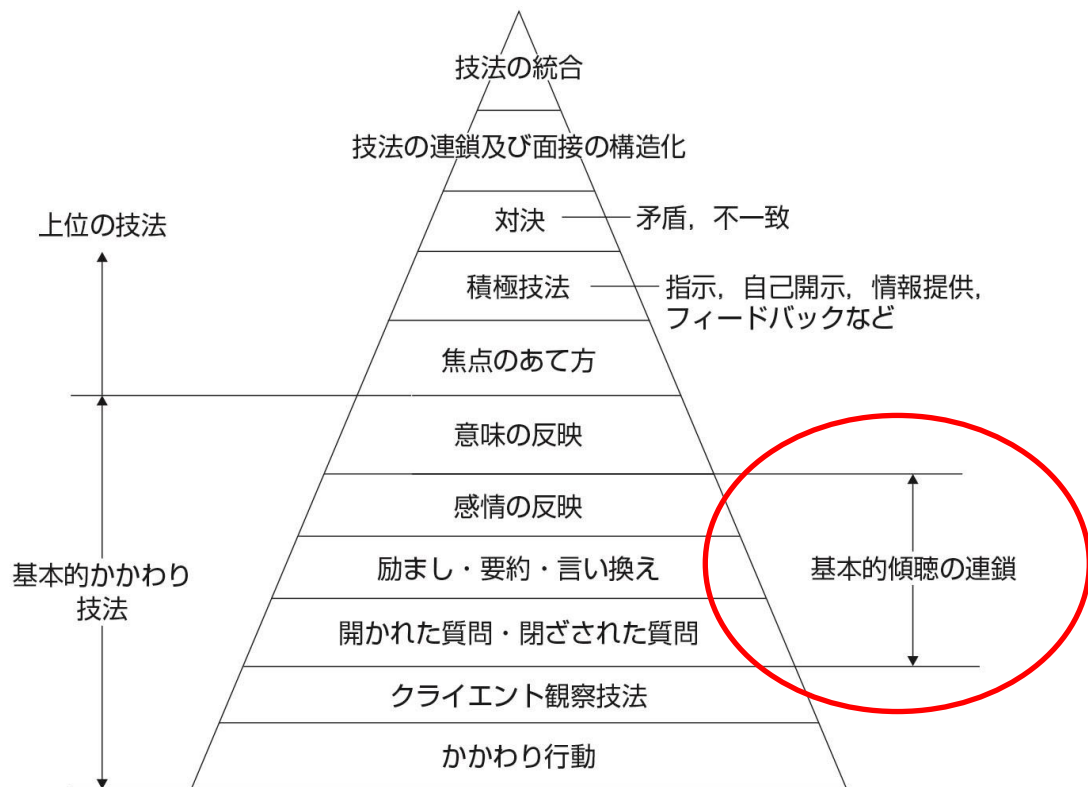 技法の統合
技法の連鎖及び面接の構造化
対決
矛盾，不一致
上位の技法
積極技法
指示，自己開示，情報提供，
フィードバックなど
焦点のあて方
意味の反映
感情の反映
基本的かかわり
技法
励まし・要約・言い換え
基本的傾聴の連鎖
開かれた質問・閉ざされた質問
クライエント観察技法
かかわり行動